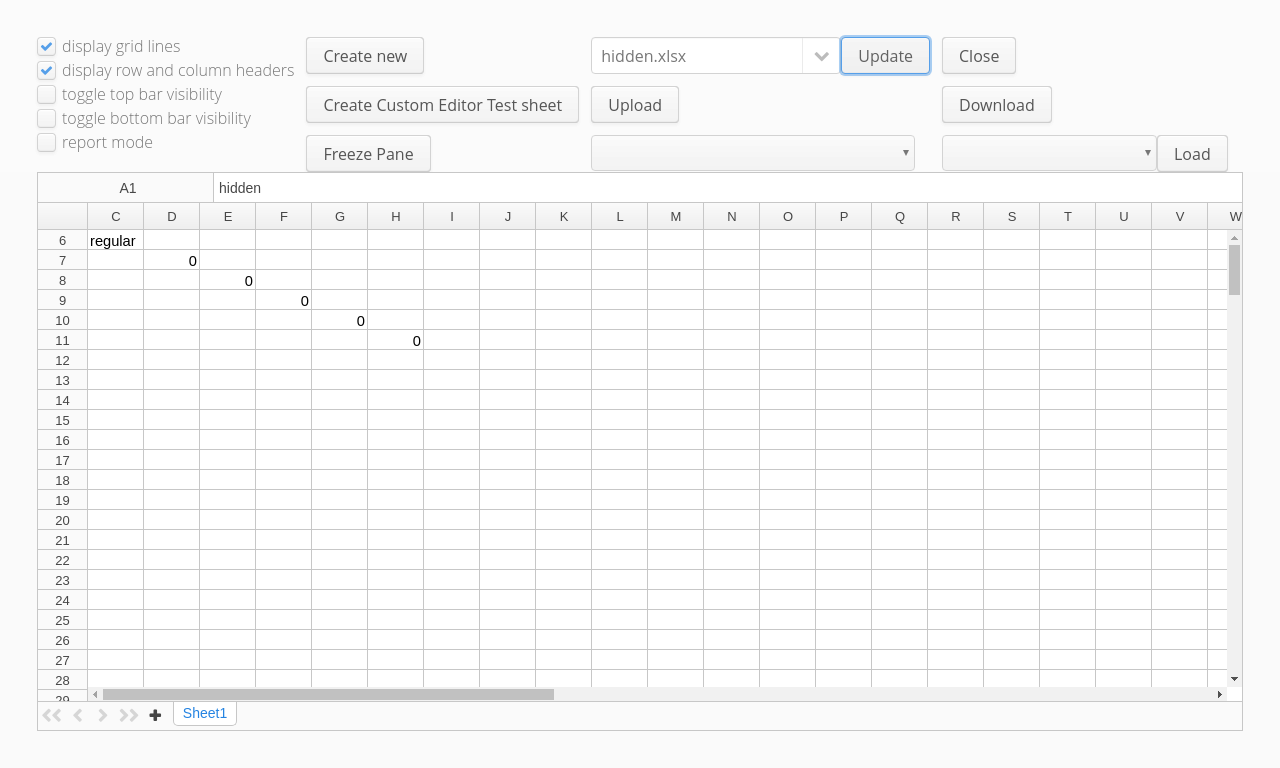 display grid lines
display row and column headers
toggle top bar visibility
toggle bottom bar visibility
report mode
Create new
hidden.xlsx
Update
Close
Create Custom Editor Test sheet
Upload
Download
Freeze Pane
Load
A1
hidden
C D E F G H I J K L M N O P Q R S T U V W
6 regular
7 0
8 0
9 0
10 0
11 0
12
13
14
15
16
17
18
19
20
21
22
23
24
25
26
27
28
29
Sheet1